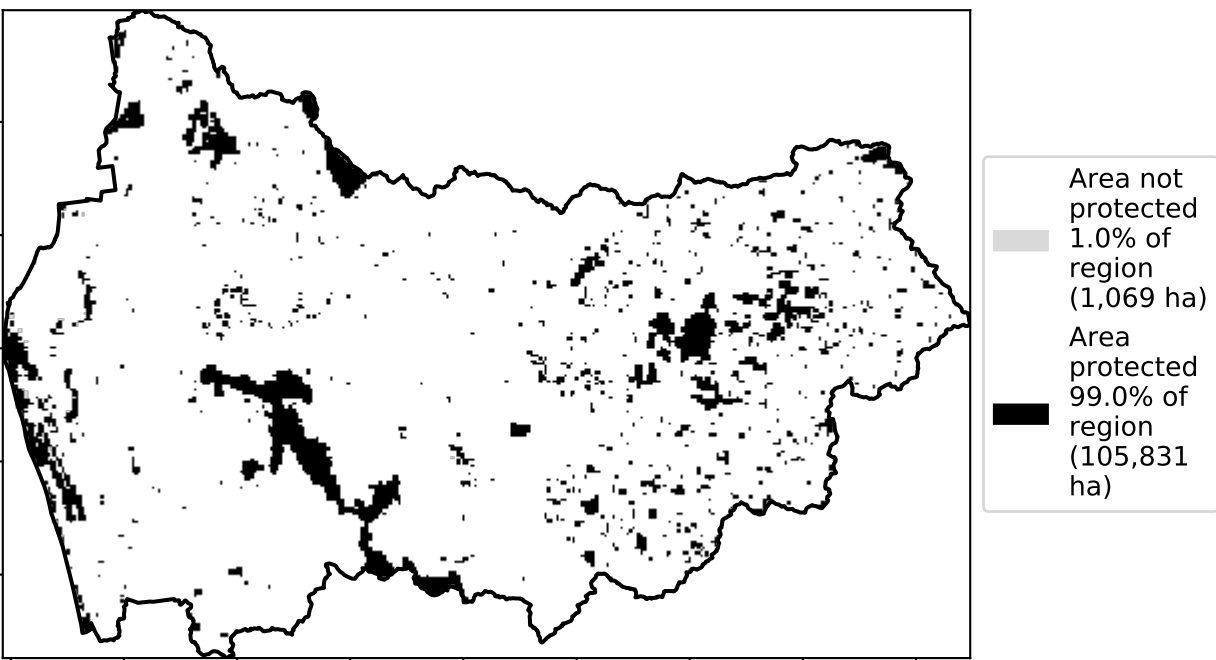 Area not
protected
1.0% of
region
(1,069 ha)
Area
protected
99.0% of
region
(105,831
ha)